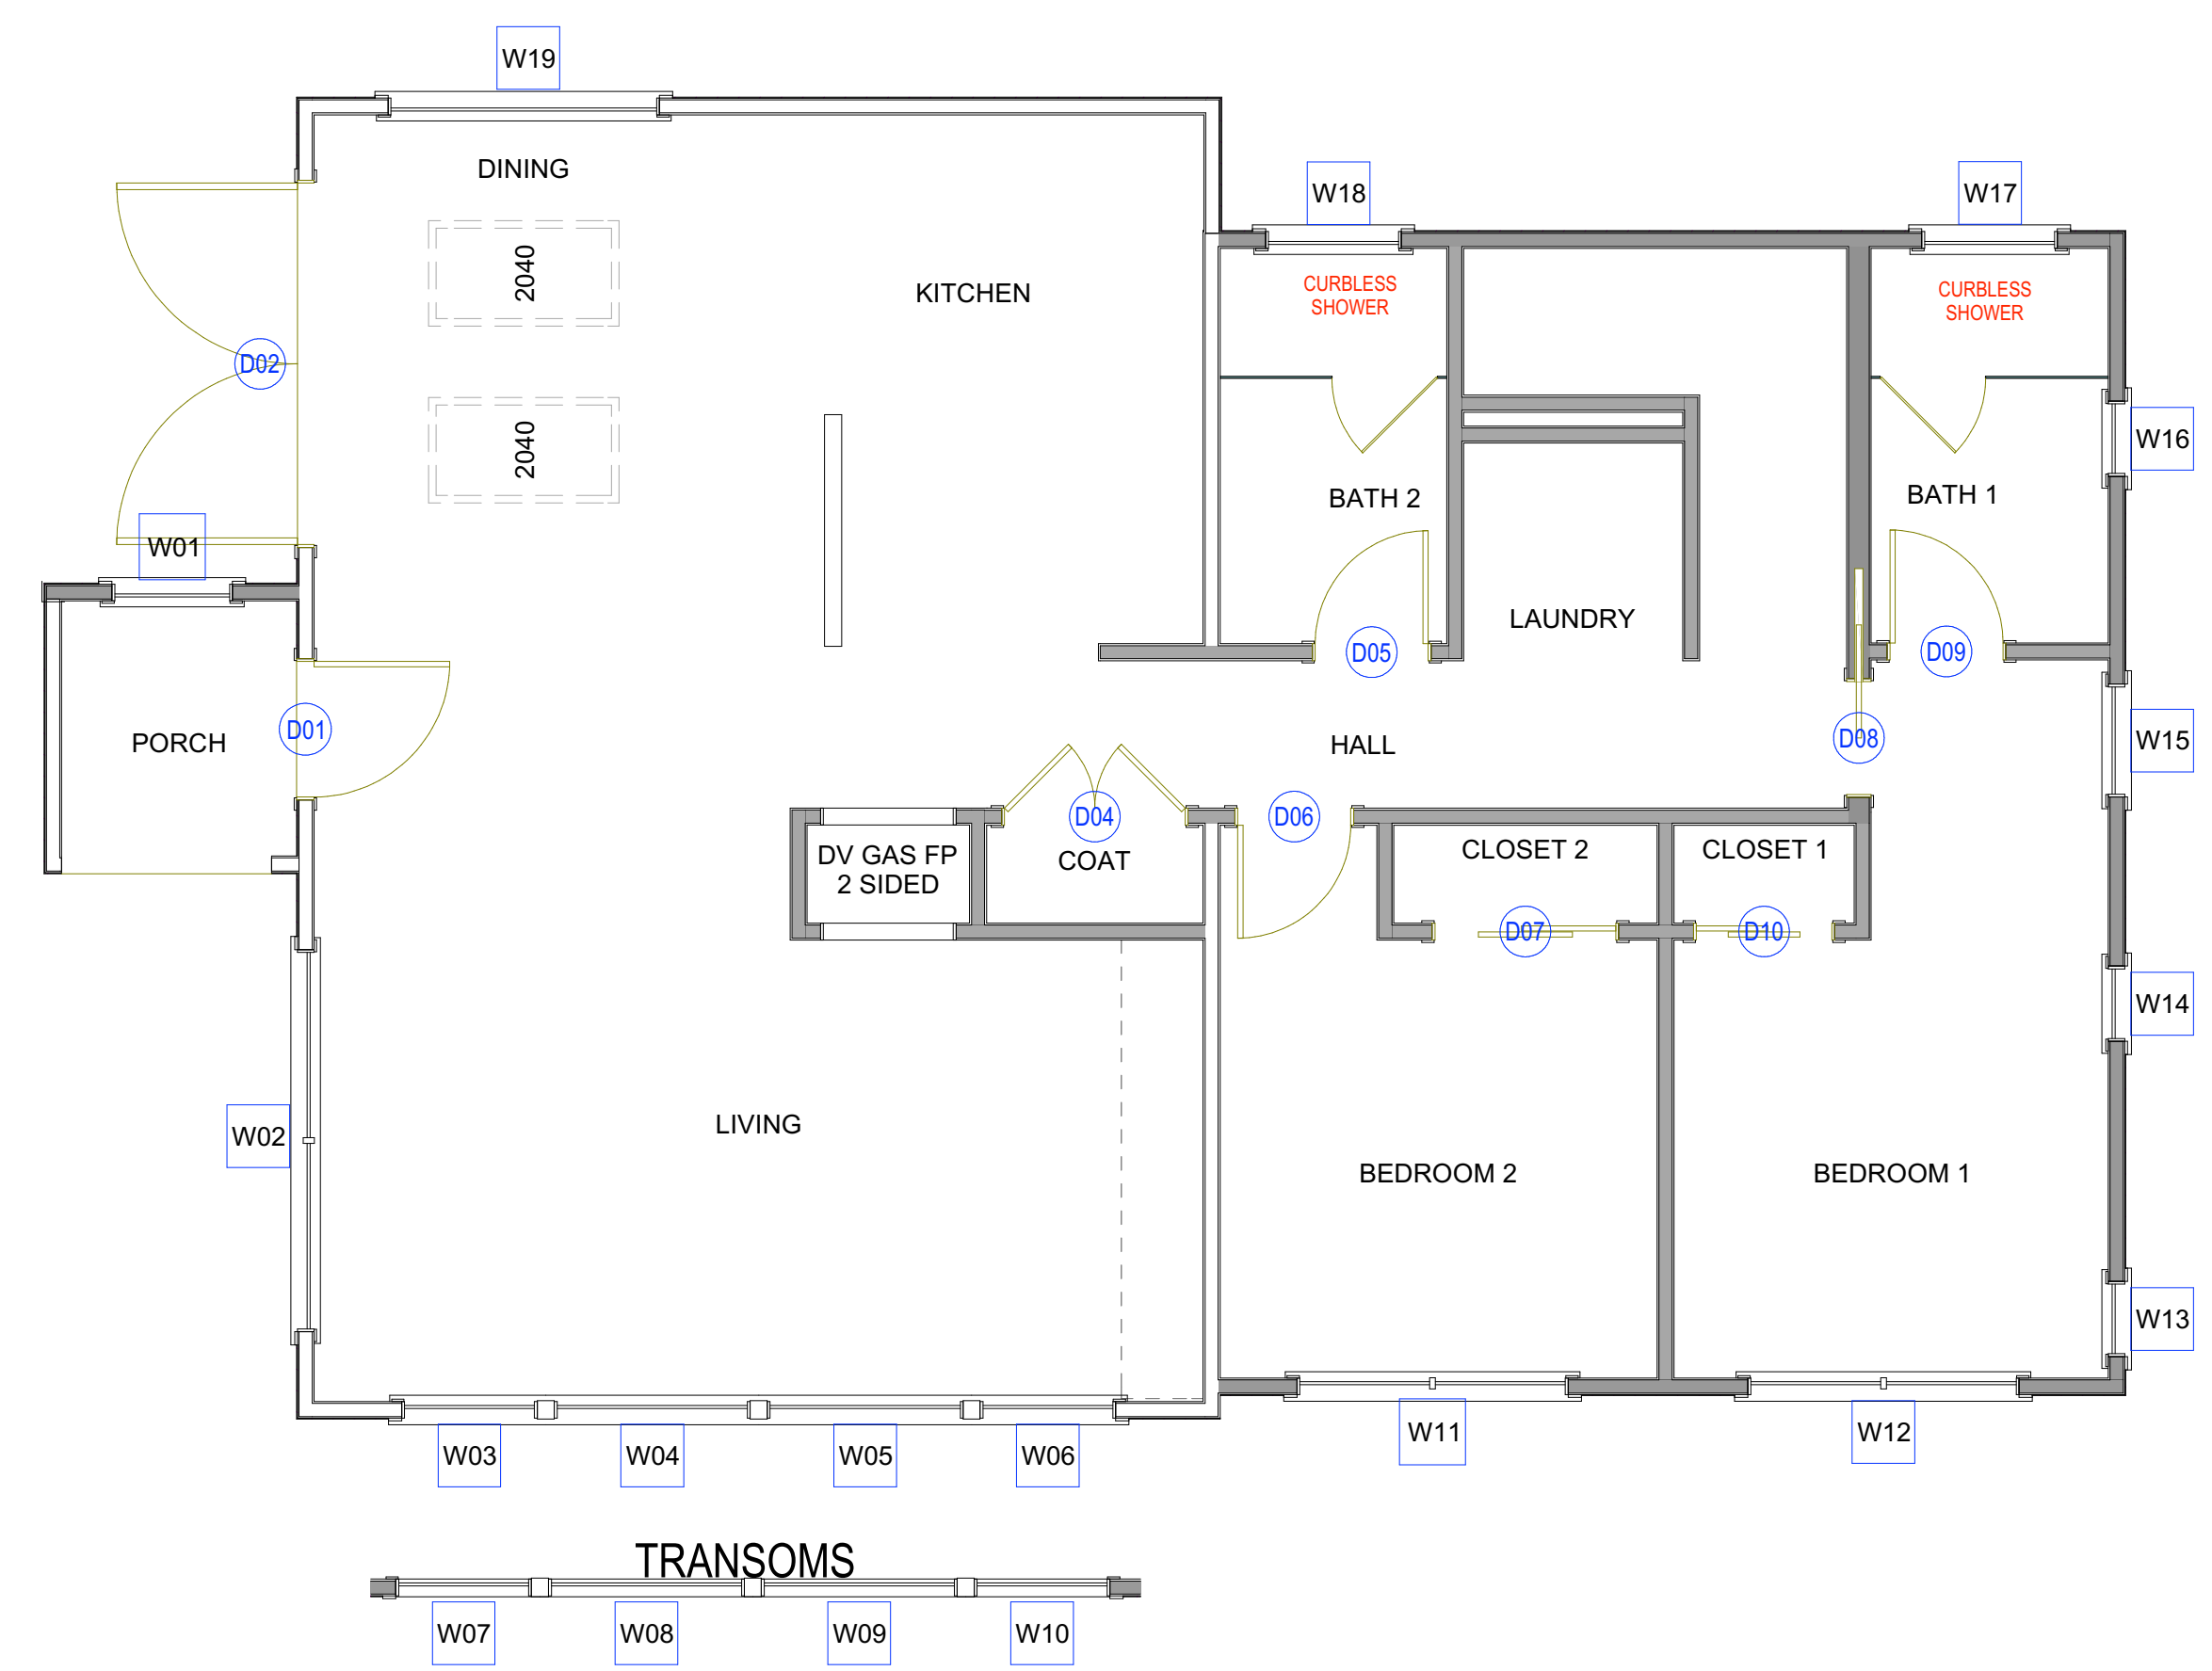 W19
DINING
W18
W17
2040
KITCHEN
CURBLESS
SHOWER
CURBLESS
SHOWER
D02
2040
W16
BATH 2
BATH 1
W01
LAUNDRY
D05
D09
PORCH
D01
HALL
D08
W15
D04
D06
DV GAS FP
2 SIDED
COAT
CLOSET 2
CLOSET 1
D07
D10
W14
W02
LIVING
BEDROOM 2
BEDROOM 1
W13
W03
W04
W05
W06
W11
W12
TRANSOMS
W07
W08
W09
W10